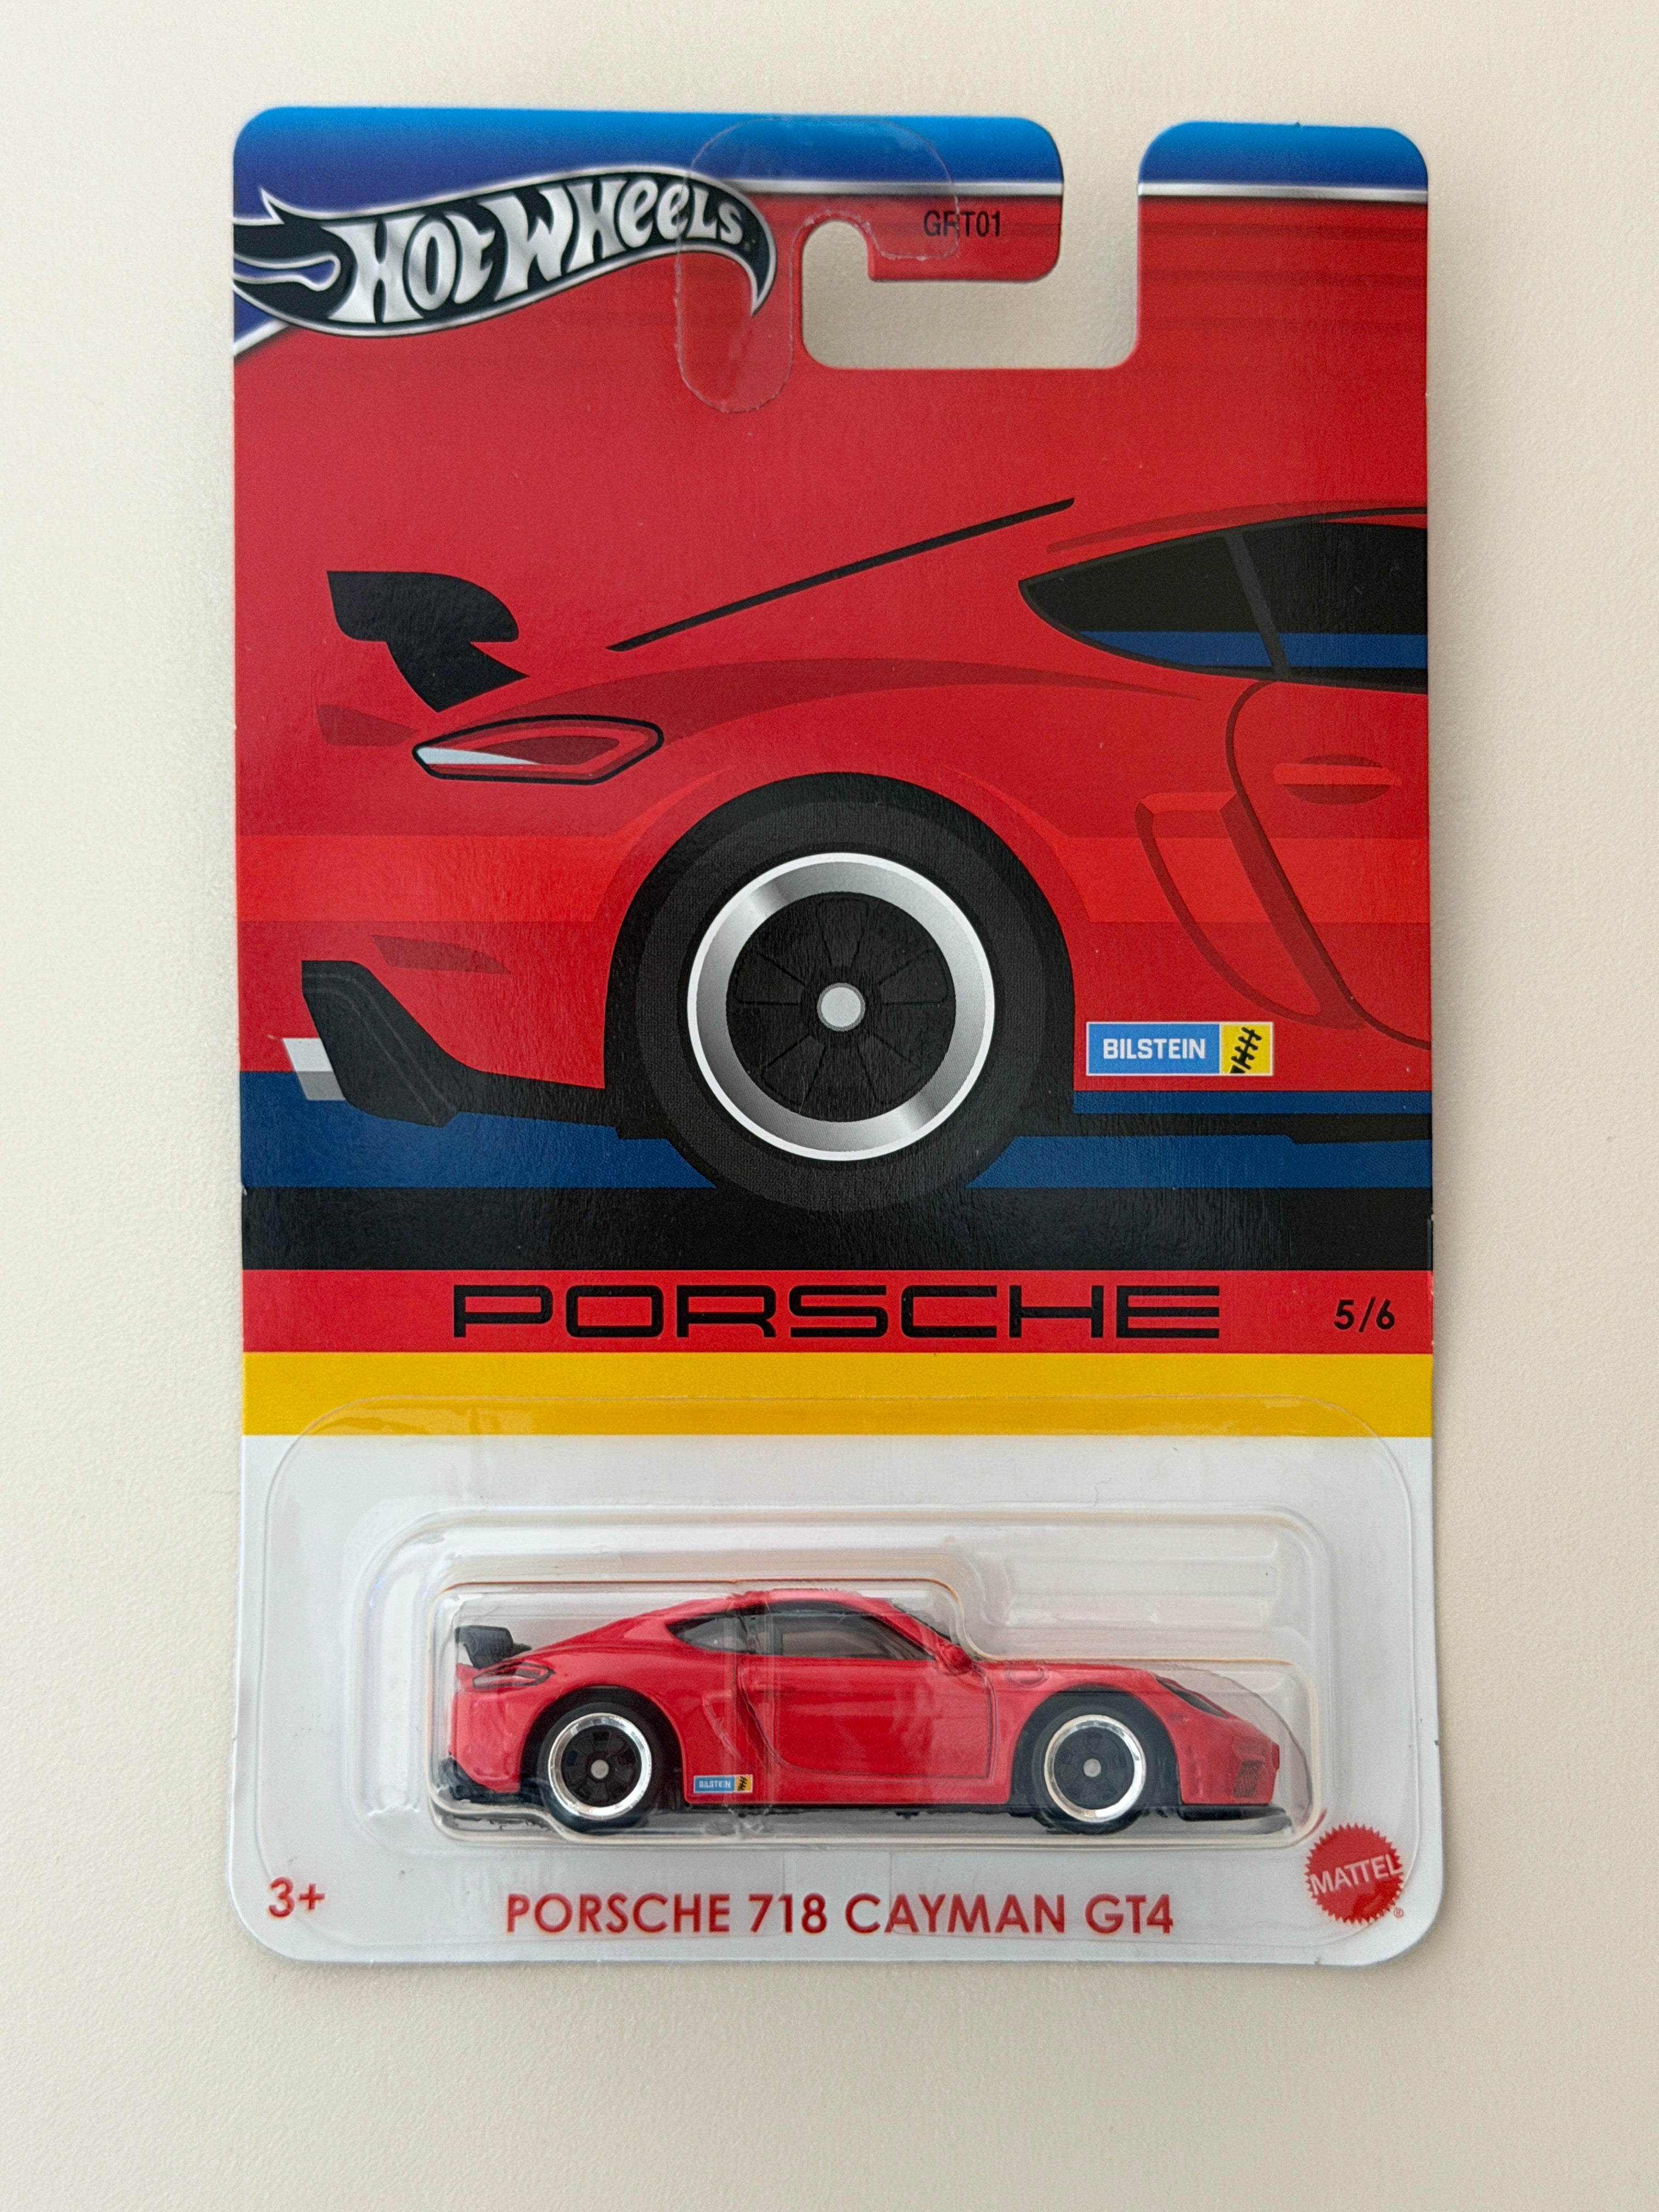 HOT WHEELS
GRT01
BILSTEIN
PORSCHE 5/6
BILSTEIN
MATTEL
®
3+
PORSCHE 718 CAYMAN GT4